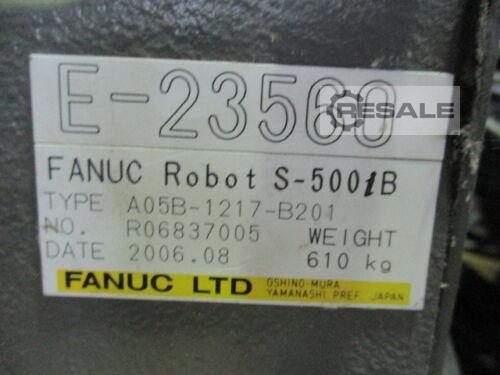 E-23560
RESALE
FANUC Robot S-500iB
TYPE A05B-1217-B201
NO. R06837005 WEIGHT
DATE 2006.08 610 kg
FANUC LTD OSHINO-MURA
YAMANASHI PREF. JAPAN